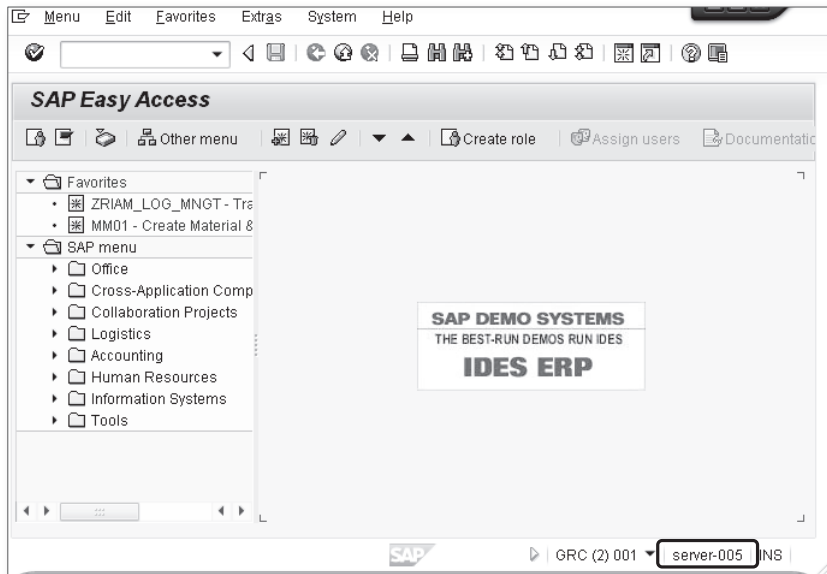 Menu Edit Favorites Extras System Help
SAP Easy Access
Other menu Create role Assign users Documentatic
Favorites
ZRIAM_LOG_MNGT - Tra
MM01 - Create Material &
SAP menu
Office
Cross-Application Comp
Collaboration Projects
Logistics
Accounting
Human Resources
Information Systems
Tools
SAP DEMO SYSTEMS
THE BEST-RUN DEMOS RUN IDES
IDES ERP
SAP GRC (2) 001 server-005 INS